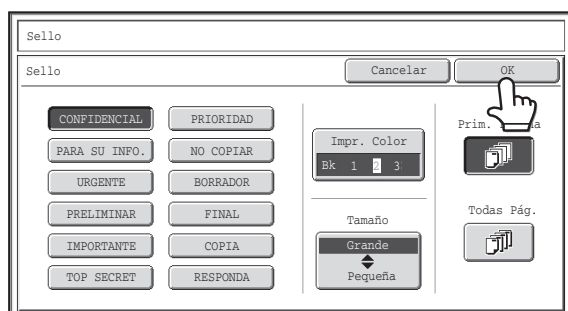 Sello
Sello
Cancelar
OK
CONFIDENCIAL
PRIORIDAD
PARA SU INFO.
NO COPIAR
URGENTE
BORRADOR
PRELIMINAR
FINAL
IMPORTANTE
COPIA
TOP SECRET
RESPONDA
Impr. Color
Bk 1 2 3
Tamaño
Grande
Pequeña
Prim.
Todas Pág.